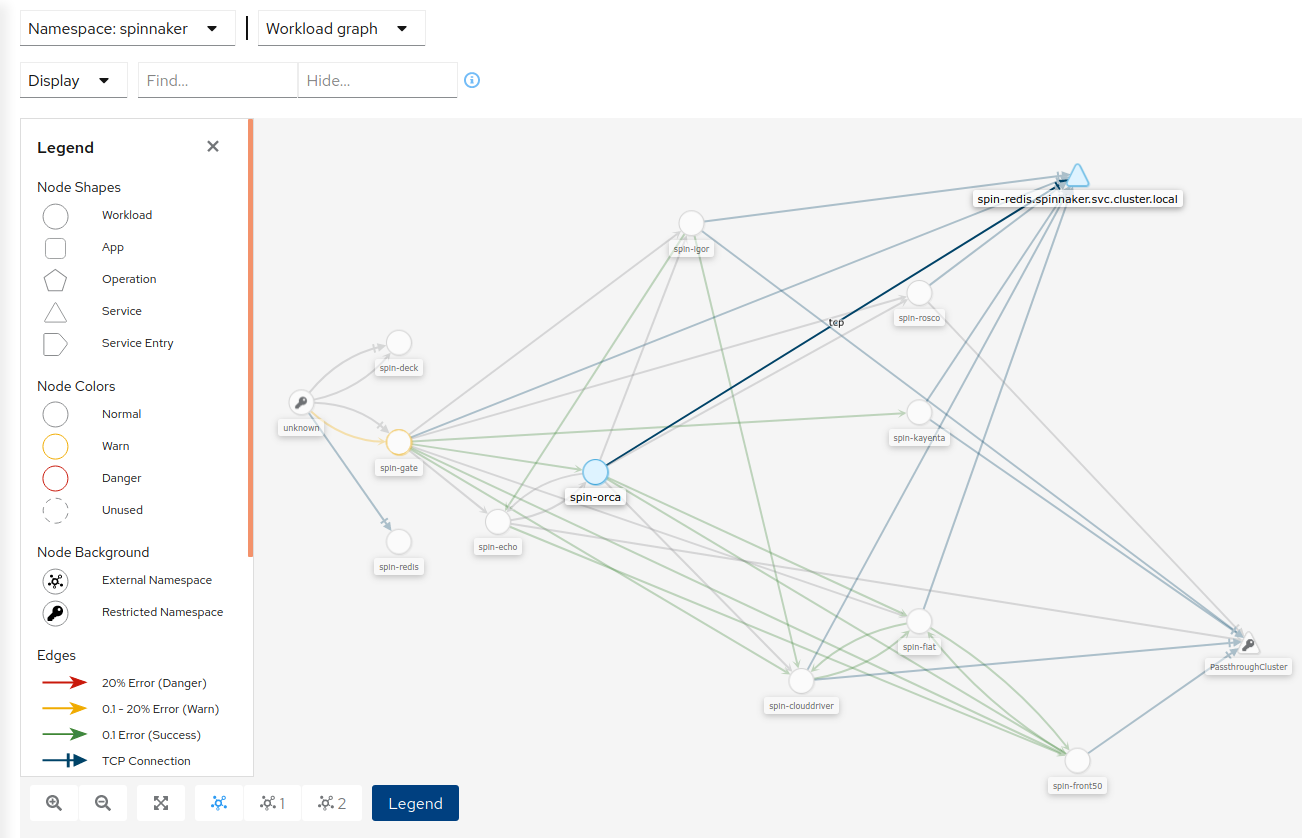 Namespace: spinnaker
Workload graph
Display
Find...
Hide...
Legend
Node Shapes
Workload
App
Operation
Service
Service Entry
Node Colors
Normal
Warn
Danger
Unused
Node Background
External Namespace
Restricted Namespace
Edges
20% Error (Danger)
0.1 - 20% Error (Warn)
0.1 Error (Success)
TCP Connection
spin-redis.spinnaker.svc.cluster.local
spin-igor
spin-rosco
tcp
spin-deck
unknown
spin-gate
spin-kayenta
spin-orca
spin-echo
spin-redis
spin-fiat
PassthroughCluster
spin-clouddriver
spin-front50
1
2
Legend